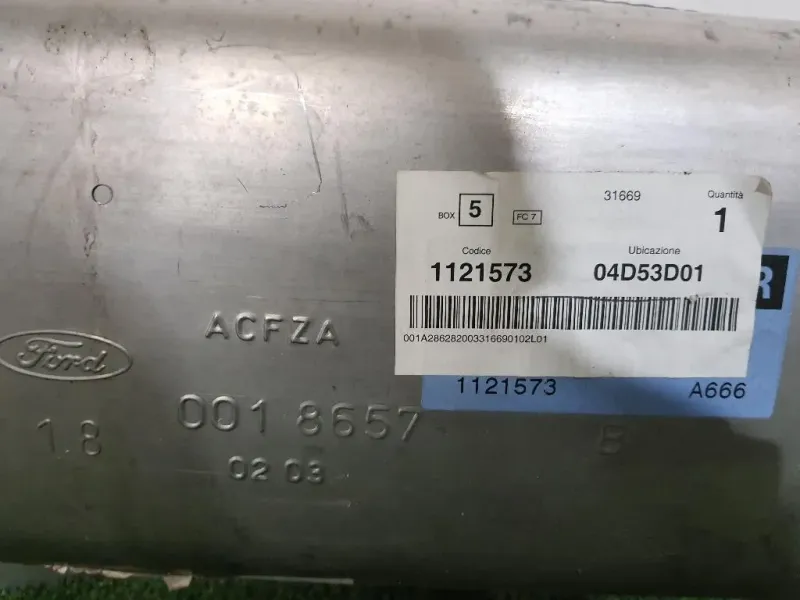 31669
Quantità
BOX 5 FC 7
1
Codice
Ubicazione
1121573 04D53D01
001A286282003316690102L01
R
1121573 A666
ACFZA
Ford
1.8 001 8657 B
02 03